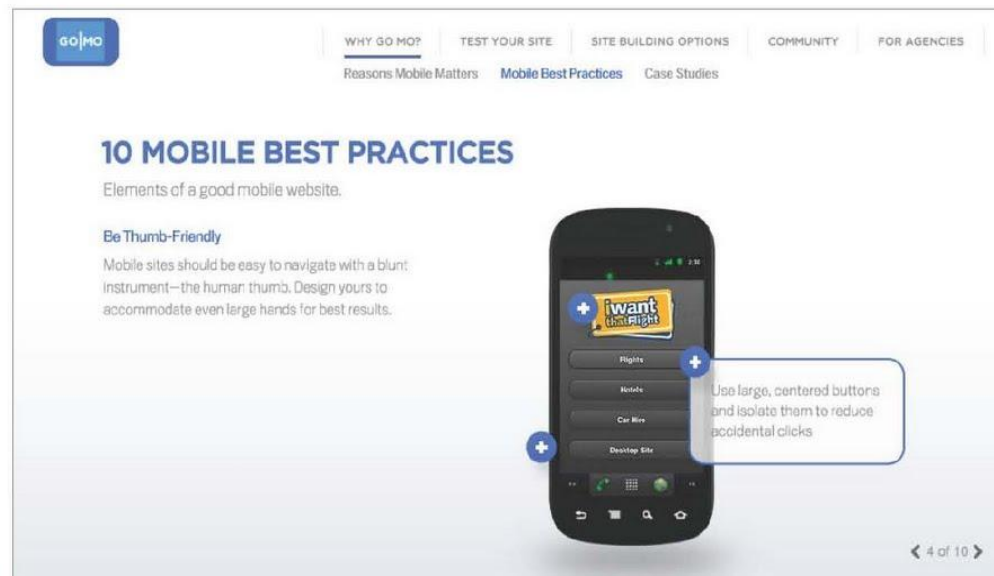 GO|MO
WHY GO MO?
TEST YOUR SITE
SITE BUILDING OPTIONS
COMMUNITY
FOR AGENCIES
Reasons Mobile Matters
Mobile Best Practices
Case Studies
10 MOBILE BEST PRACTICES
Elements of a good mobile website.
Be Thumb-Friendly
Mobile sites should be easy to navigate with a blunt
instrument—the human thumb. Design yours to
accommodate even large hands for best results.
2:30
iwant
thatFlight
Flights
Hotels
Car Hire
Desktop Site
Use large, centered buttons
and isolate them to reduce
accidental clicks
4 of 10